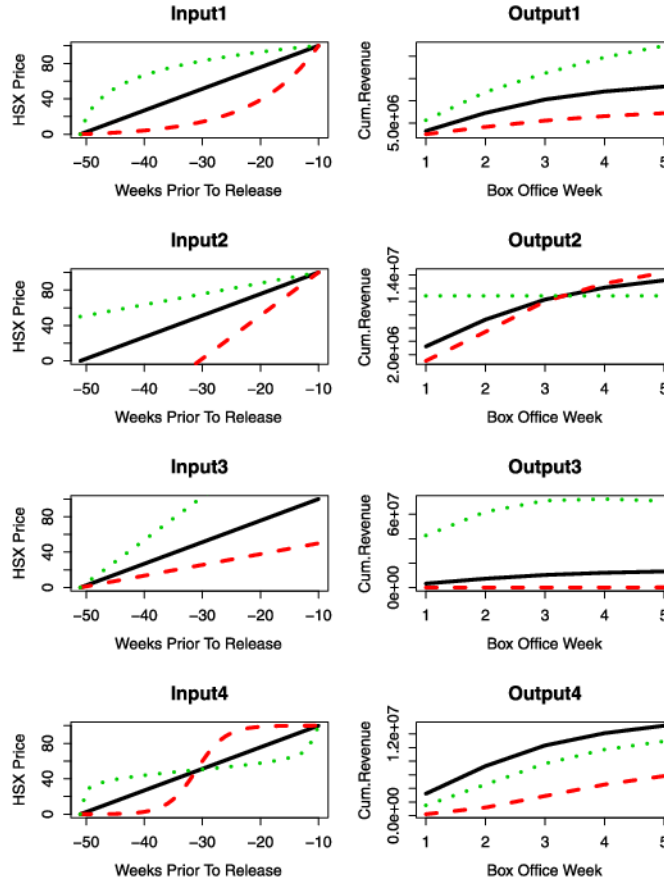 Input1
HSX Price
0 40 80
−50 −40 −30 −20 −10
Weeks Prior To Release
Output1
Cum.Revenue
5.0e+06
1 2 3 4 5
Box Office Week
Input2
HSX Price
0 40 80
−50 −40 −30 −20 −10
Weeks Prior To Release
Output2
Cum.Revenue
2.0e+06 1.4e+07
1 2 3 4 5
Box Office Week
Input3
HSX Price
0 40 80
−50 −40 −30 −20 −10
Weeks Prior To Release
Output3
Cum.Revenue
0e+00 6e+07
1 2 3 4 5
Box Office Week
Input4
HSX Price
0 40 80
−50 −40 −30 −20 −10
Weeks Prior To Release
Output4
Cum.Revenue
0.0e+00 1.2e+07
1 2 3 4 5
Box Office Week